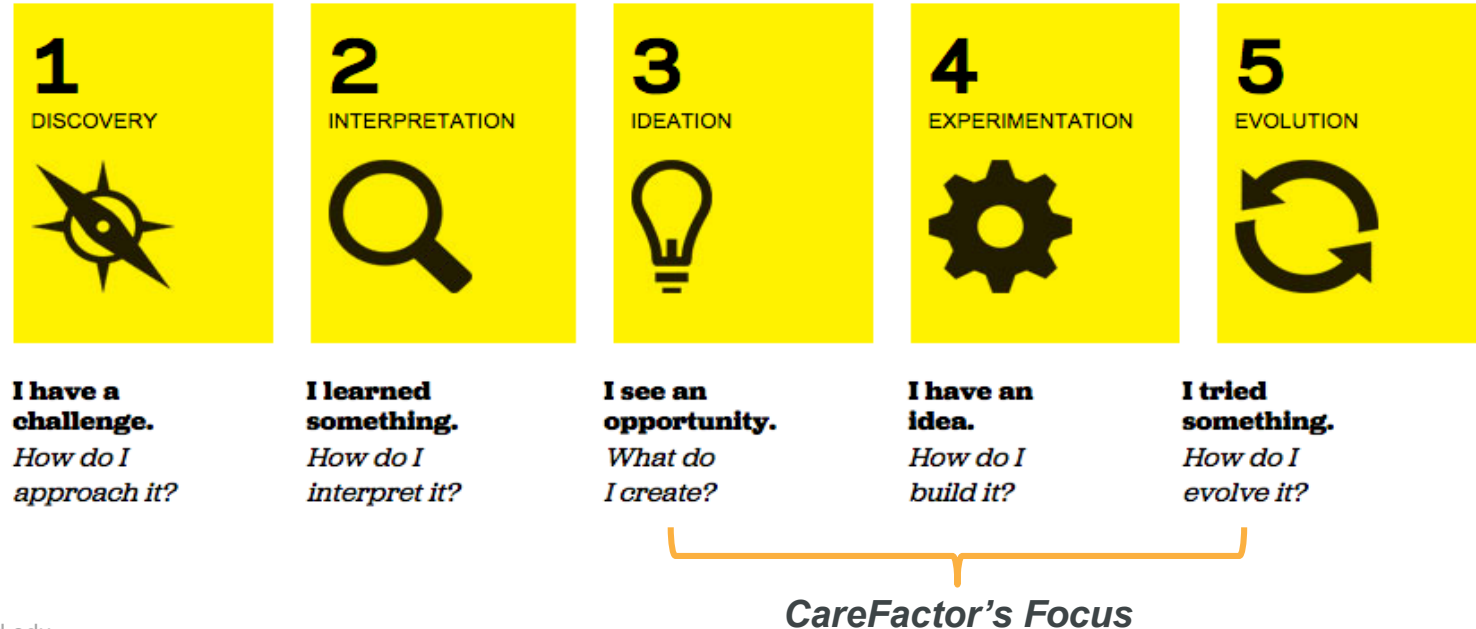 1
DISCOVERY
I have a
challenge.
How do I
approach it?
2
INTERPRETATION
I learned
something.
How do I
interpret it?
3
IDEATION
I see an
opportunity.
What do
I create?
4
EXPERIMENTATION
I have an
idea.
How do I
build it?
5
EVOLUTION
I tried
something.
How do I
evolve it?
CareFactor's Focus